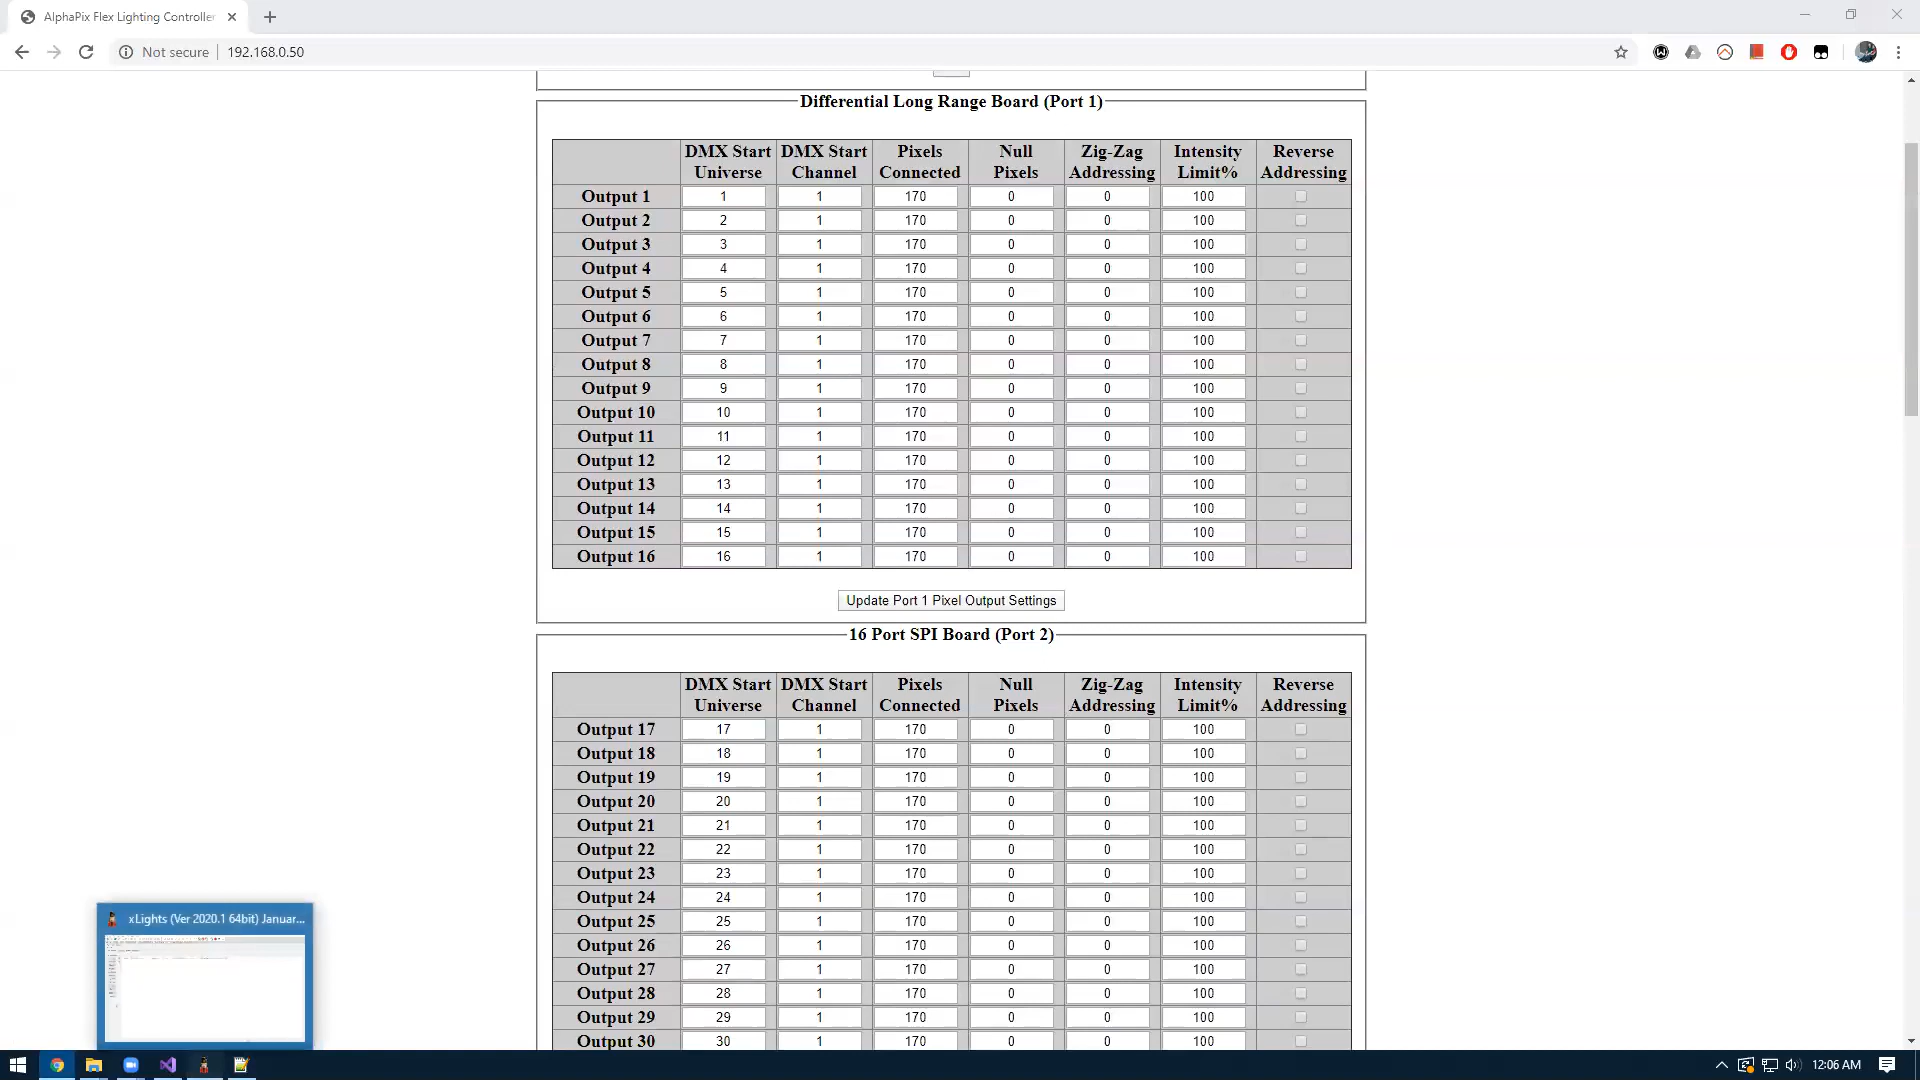 AlphaPix Flex Lighting Controller
Not secure 192.168.0.50
Differential Long Range Board (Port 1)
DMX Start Universe DMX Start Channel Pixels Connected Null Pixels Zig-Zag Addressing Intensity Limit% Reverse Addressing
Output 1 1 1 170 0 0 100
Output 2 2 1 170 0 0 100
Output 3 3 1 170 0 0 100
Output 4 4 1 170 0 0 100
Output 5 5 1 170 0 0 100
Output 6 6 1 170 0 0 100
Output 7 7 1 170 0 0 100
Output 8 8 1 170 0 0 100
Output 9 9 1 170 0 0 100
Output 10 10 1 170 0 0 100
Output 11 11 1 170 0 0 100
Output 12 12 1 170 0 0 100
Output 13 13 1 170 0 0 100
Output 14 14 1 170 0 0 100
Output 15 15 1 170 0 0 100
Output 16 16 1 170 0 0 100
Update Port 1 Pixel Output Settings
16 Port SPI Board (Port 2)
DMX Start Universe DMX Start Channel Pixels Connected Null Pixels Zig-Zag Addressing Intensity Limit% Reverse Addressing
Output 17 17 1 170 0 0 100
Output 18 18 1 170 0 0 100
Output 19 19 1 170 0 0 100
Output 20 20 1 170 0 0 100
Output 21 21 1 170 0 0 100
Output 22 22 1 170 0 0 100
Output 23 23 1 170 0 0 100
Output 24 24 1 170 0 0 100
Output 25 25 1 170 0 0 100
Output 26 26 1 170 0 0 100
Output 27 27 1 170 0 0 100
Output 28 28 1 170 0 0 100
Output 29 29 1 170 0 0 100
Output 30 30 1 170 0 0 100
xLights (Ver 2020.1 64bit) Januar...
12:06 AM